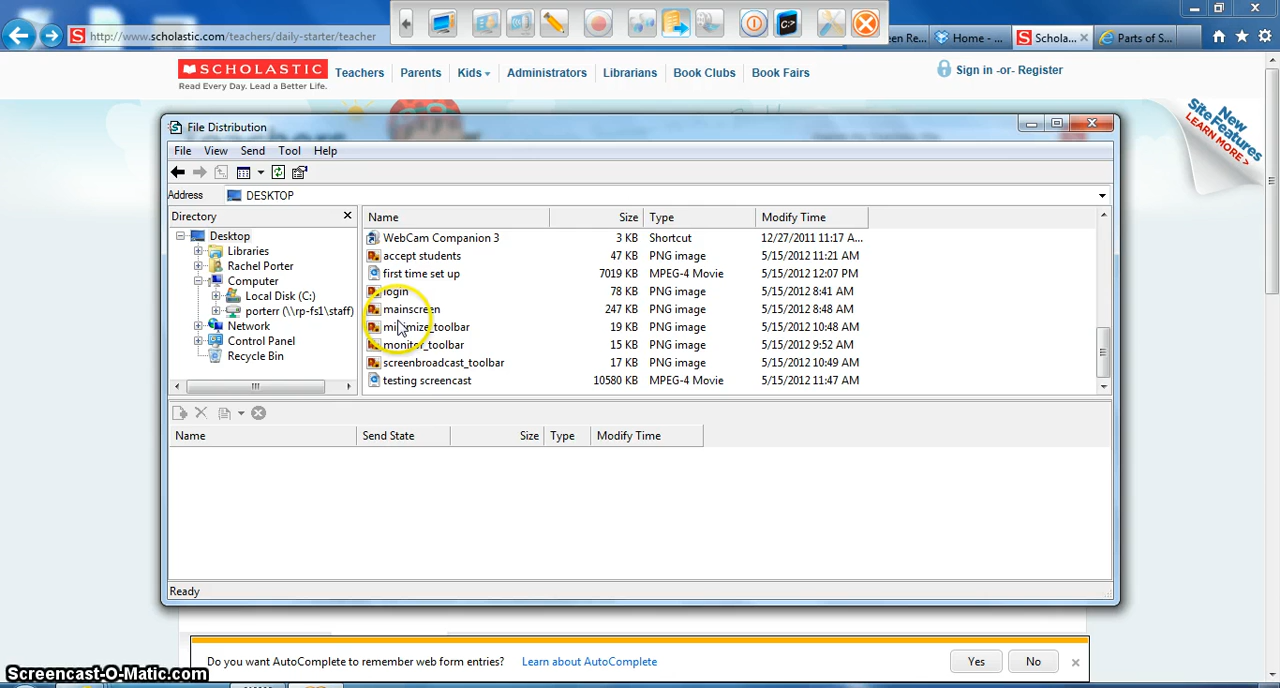 http://www.scholastic.com/teachers/daily-starter/teacher
Home - ...
Schola...
Parts of S...
SCHOLASTIC
Read Every Day. Lead a Better Life.
Teachers Parents Kids Administrators Librarians Book Clubs Book Fairs
Sign in -or- Register
New
Site Features
LEARN MORE >
File Distribution
File View Send Tool Help
Address DESKTOP
Directory
Desktop
Libraries
Rachel Porter
Computer
Local Disk (C:)
porterr (\\rp-fs1\staff)
Network
Control Panel
Recycle Bin
Name Size Type Modify Time
WebCam Companion 3 3 KB Shortcut 12/27/2011 11:17 A...
accept students 47 KB PNG image 5/15/2012 11:21 AM
first time set up 7019 KB MPEG-4 Movie 5/15/2012 12:07 PM
login 78 KB PNG image 5/15/2012 8:41 AM
mainscreen 247 KB PNG image 5/15/2012 8:48 AM
minimize_toolbar 19 KB PNG image 5/15/2012 10:48 AM
monitor_toolbar 15 KB PNG image 5/15/2012 9:52 AM
screenbroadcast_toolbar 17 KB PNG image 5/15/2012 10:49 AM
testing screencast 10580 KB MPEG-4 Movie 5/15/2012 11:47 AM
Name Send State Size Type Modify Time
Ready
Do you want AutoComplete to remember web form entries? Learn about AutoComplete Yes No
Screencast-O-Matic.com